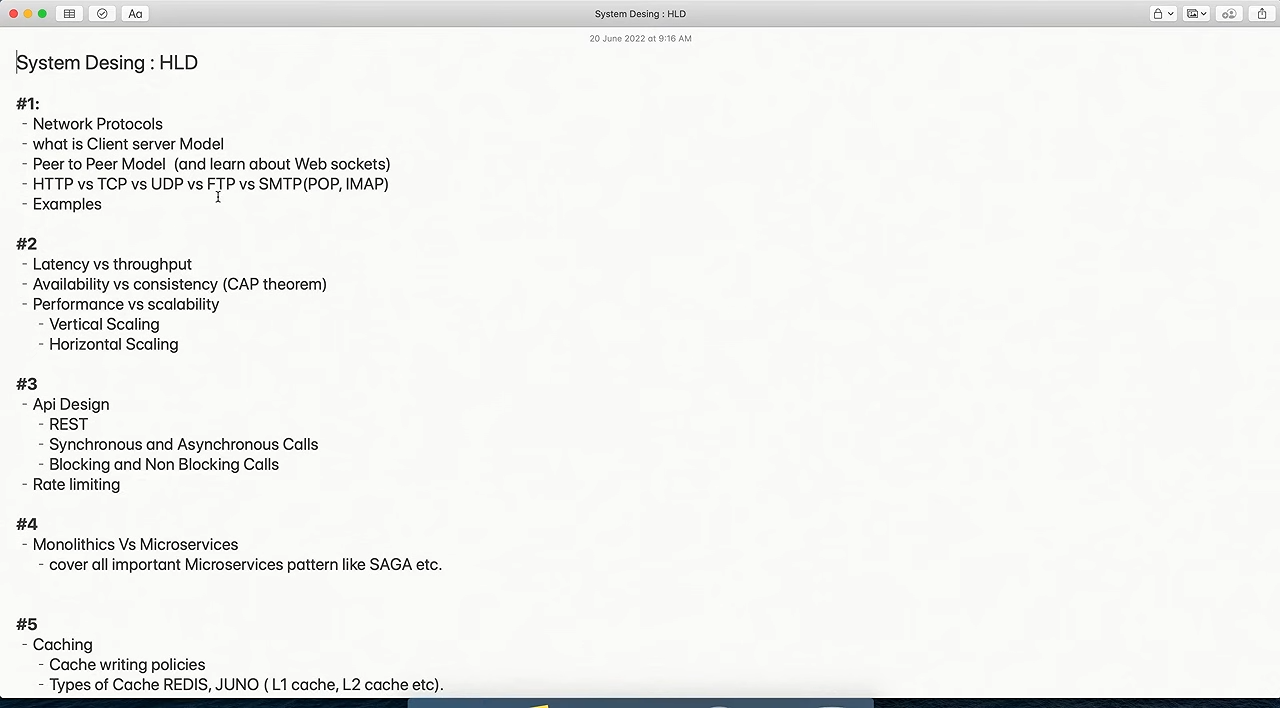 Aa
System Desing : HLD
20 June 2022 at 9:16 AM
System Desing : HLD
#1:
- Network Protocols
- what is Client server Model
- Peer to Peer Model (and learn about Web sockets)
- HTTP vs TCP vs UDP vs FTP vs SMTP(POP, IMAP)
- Examples
#2
- Latency vs throughput
- Availability vs consistency (CAP theorem)
- Performance vs scalability
- Vertical Scaling
- Horizontal Scaling
#3
- Api Design
- REST
- Synchronous and Asynchronous Calls
- Blocking and Non Blocking Calls
- Rate limiting
#4
- Monolithics Vs Microservices
- cover all important Microservices pattern like SAGA etc.
#5
- Caching
- Cache writing policies
- Types of Cache REDIS, JUNO ( L1 cache, L2 cache etc).